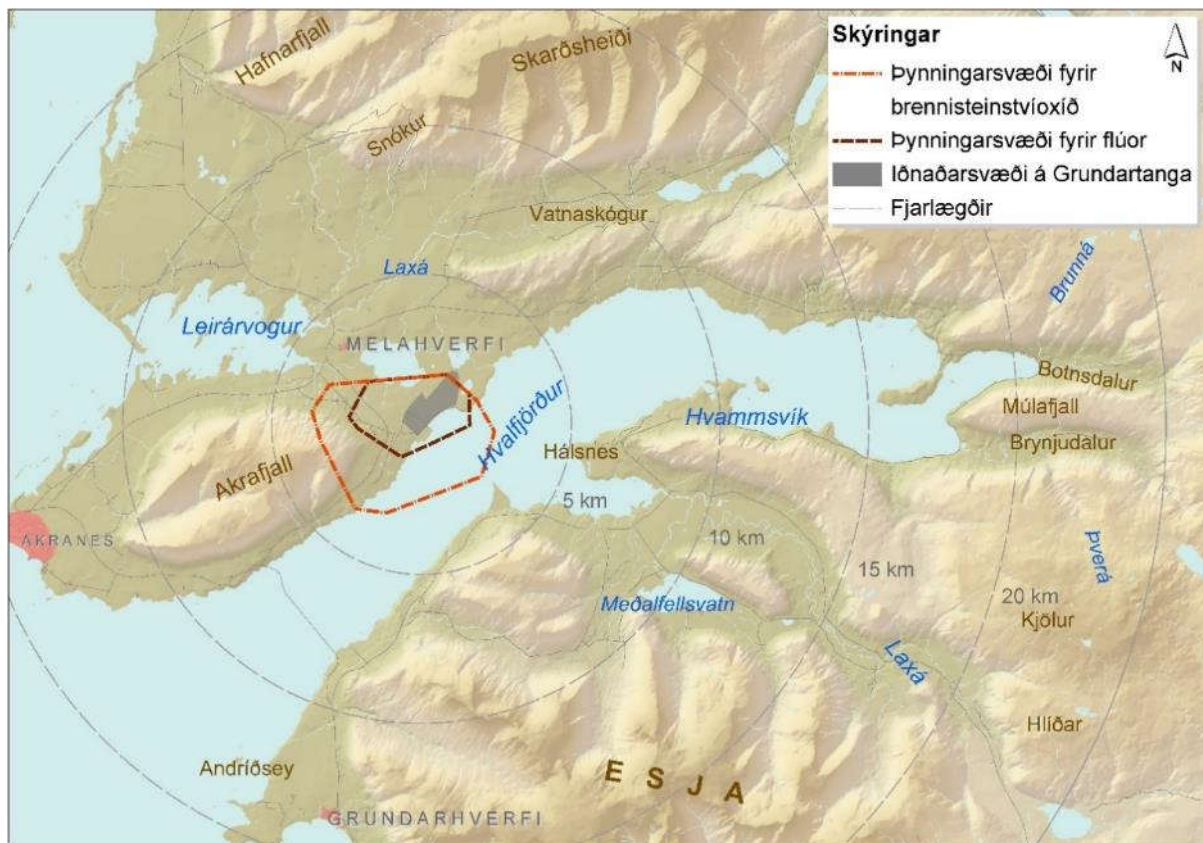 Skýringar
N
Þynningarsvæði fyrir
brennisteinstvíoxíð
Þynningarsvæði fyrir flúor
Iðnaðarsvæði á Grundartanga
Fjarlægðir
Hafnarfjall
Skarðsheiði
Snókur
Vatnaskógur
Brunná
Laxá
Leirárvogur
MELAHVERFI
Botnsdalur
Múlafjall
Hvalfjörður
Hvammsvík
Brynjudalur
Hálsnes
Akrafjall
5 km
AKRANES
10 km
Þverá
15 km
20 km
Meðalfellsvatn
Kjölur
Laxá
Hlíðar
Andríðsey
ESJA
GRUNDARHVERFI